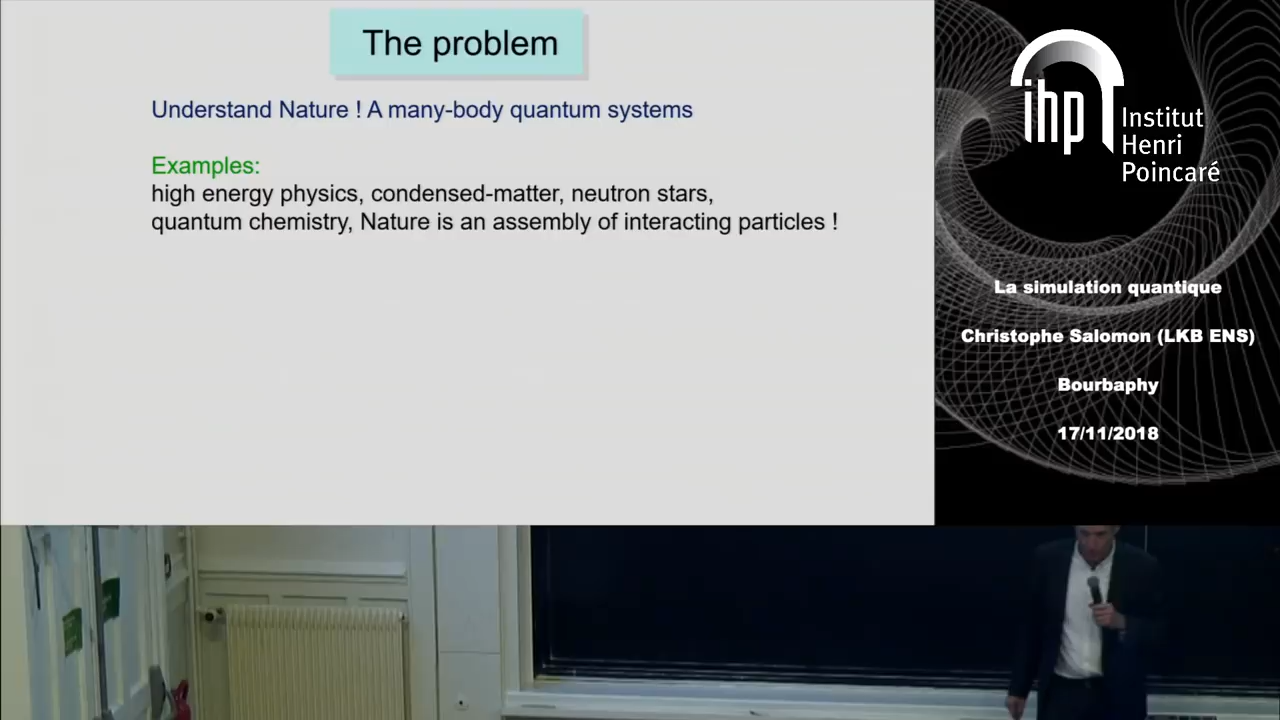 The problem
Understand Nature ! A many-body quantum systems
Examples:
high energy physics, condensed-matter, neutron stars,
quantum chemistry, Nature is an assembly of interacting particles !
ihp
Institut
Henri
Poincaré
La simulation quantique
Christophe Salomon (LKB ENS)
Bourbaphy
17/11/2018